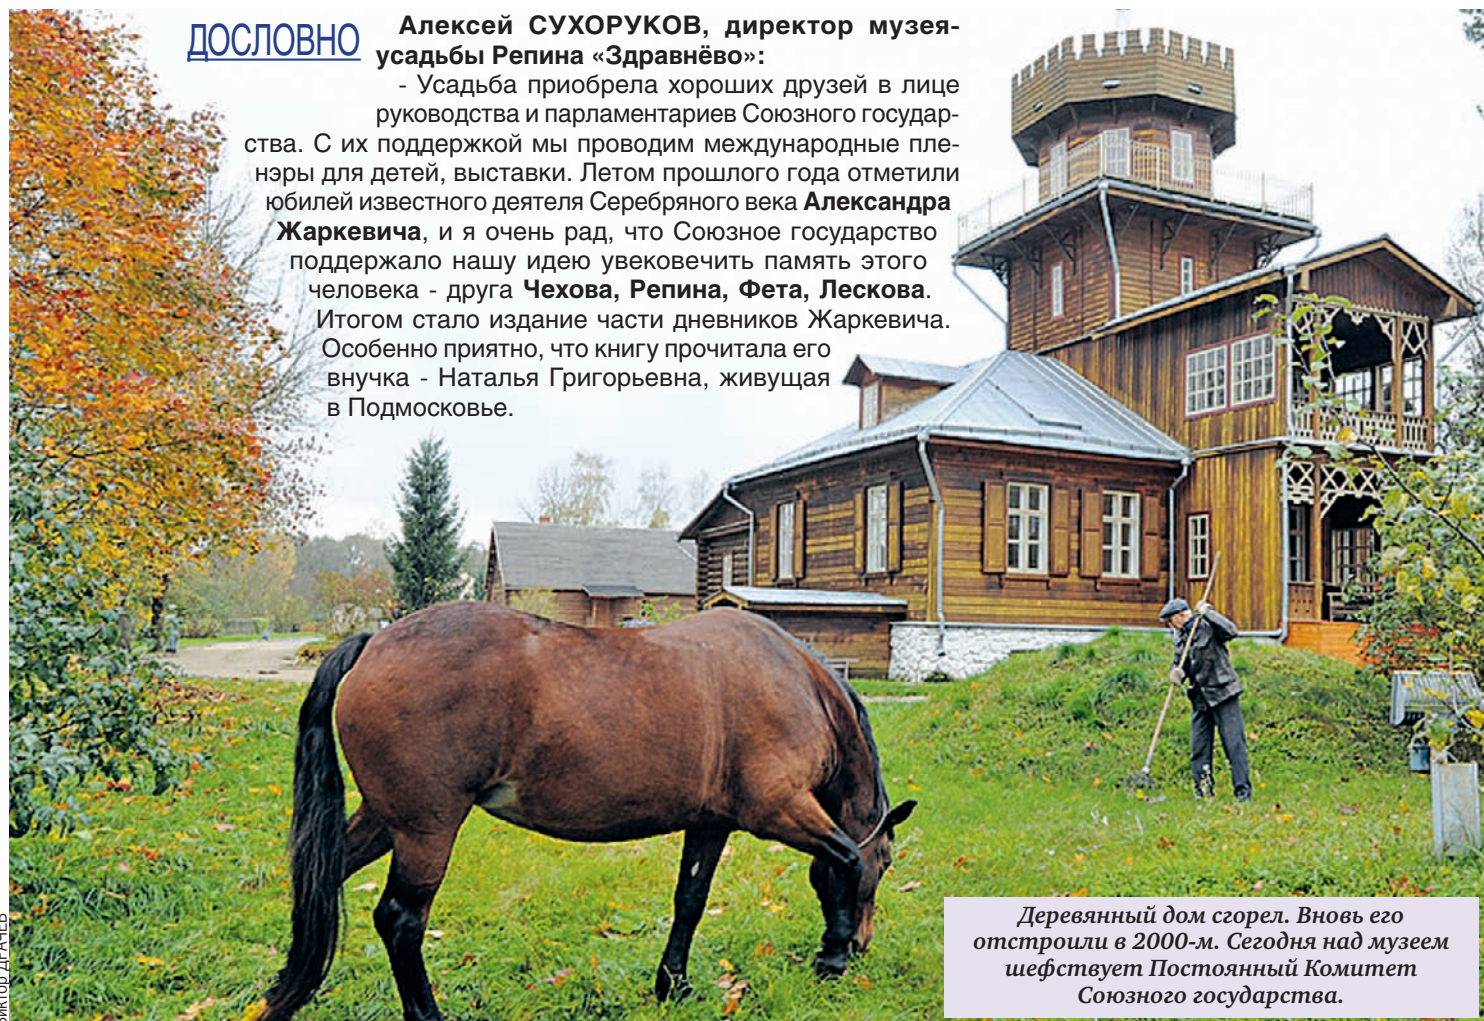 ДОСЛОВНО
Алексей СУХОРУКОВ, директор музея-
усадьбы Репина «Здравнёво»:
- Усадьба приобрела хороших друзей в лице
руководства и парламентариев Союзного государ-
ства. С их поддержкой мы проводим международные пле-
нэры для детей, выставки. Летом прошлого года отметили
юбилей известного деятеля Серебряного века Александра
Жаркевича, и я очень рад, что Союзное государство
поддержало нашу идею увековечить память этого
человека - друга Чехова, Репина, Фета, Лескова.
Итогом стало издание части дневников Жаркевича.
Особенно приятно, что книгу прочитала его
внучка - Наталья Григорьевна, живущая
в Подмосковье.
Деревянный дом сгорел. Вновь его
отстроили в 2000-м. Сегодня над музеем
шефствует Постоянный Комитет
Союзного государства.